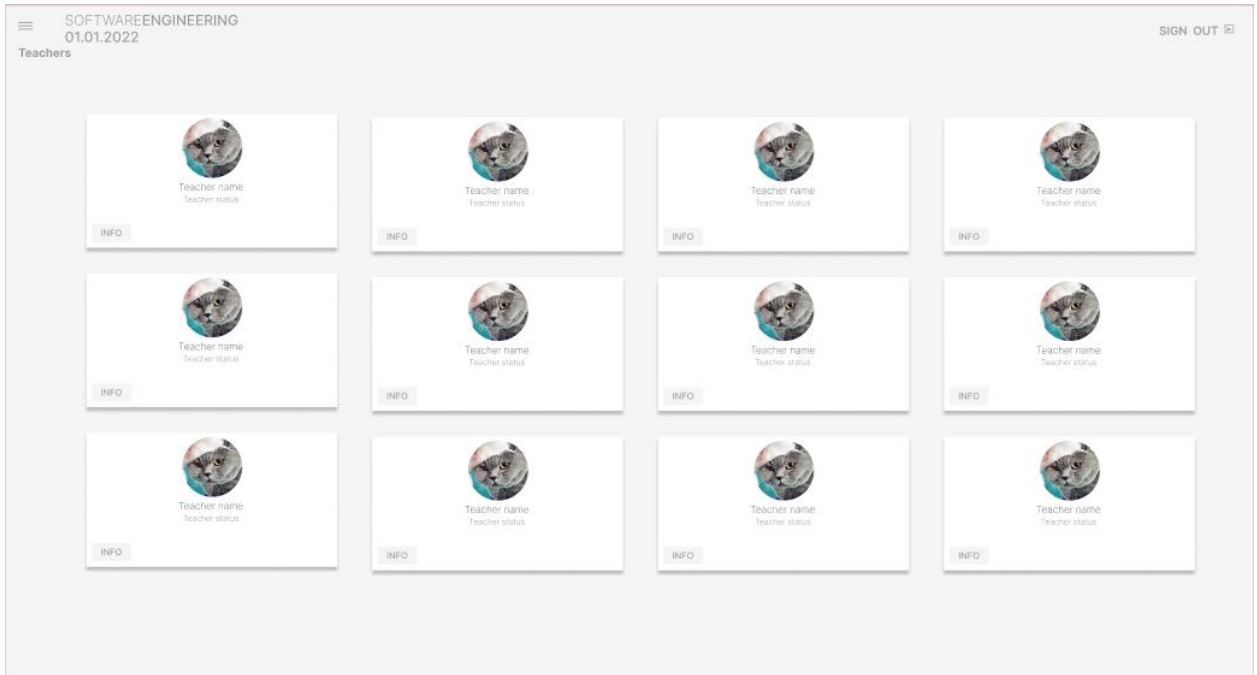 SOFTWAREENGINEERING
01.01.2022
SIGN OUT
Teachers
Teacher name
Teacher status
INFO
Teacher name
Teacher status
INFO
Teacher name
Teacher status
INFO
Teacher name
Teacher status
INFO
Teacher name
Teacher status
INFO
Teacher name
Teacher status
INFO
Teacher name
Teacher status
INFO
Teacher name
Teacher status
INFO
Teacher name
Teacher status
INFO
Teacher name
Teacher status
INFO
Teacher name
Teacher status
INFO
Teacher name
Teacher status
INFO